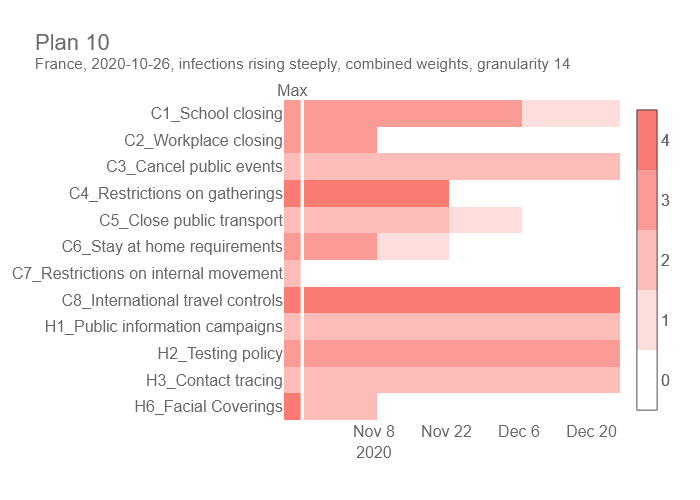 Plan 10
France, 2020-10-26, infections rising steeply, combined weights, granularity 14
Max
C1_School closing
C2_Workplace closing
C3_Cancel public events
C4_Restrictions on gatherings
C5_Close public transport
C6_Stay at home requirements
C7_Restrictions on internal movement
C8_International travel controls
H1_Public information campaigns
H2_Testing policy
H3_Contact tracing
H6_Facial Coverings
Nov 8 Nov 22 Dec 6 Dec 20
2020
4
3
2
1
0